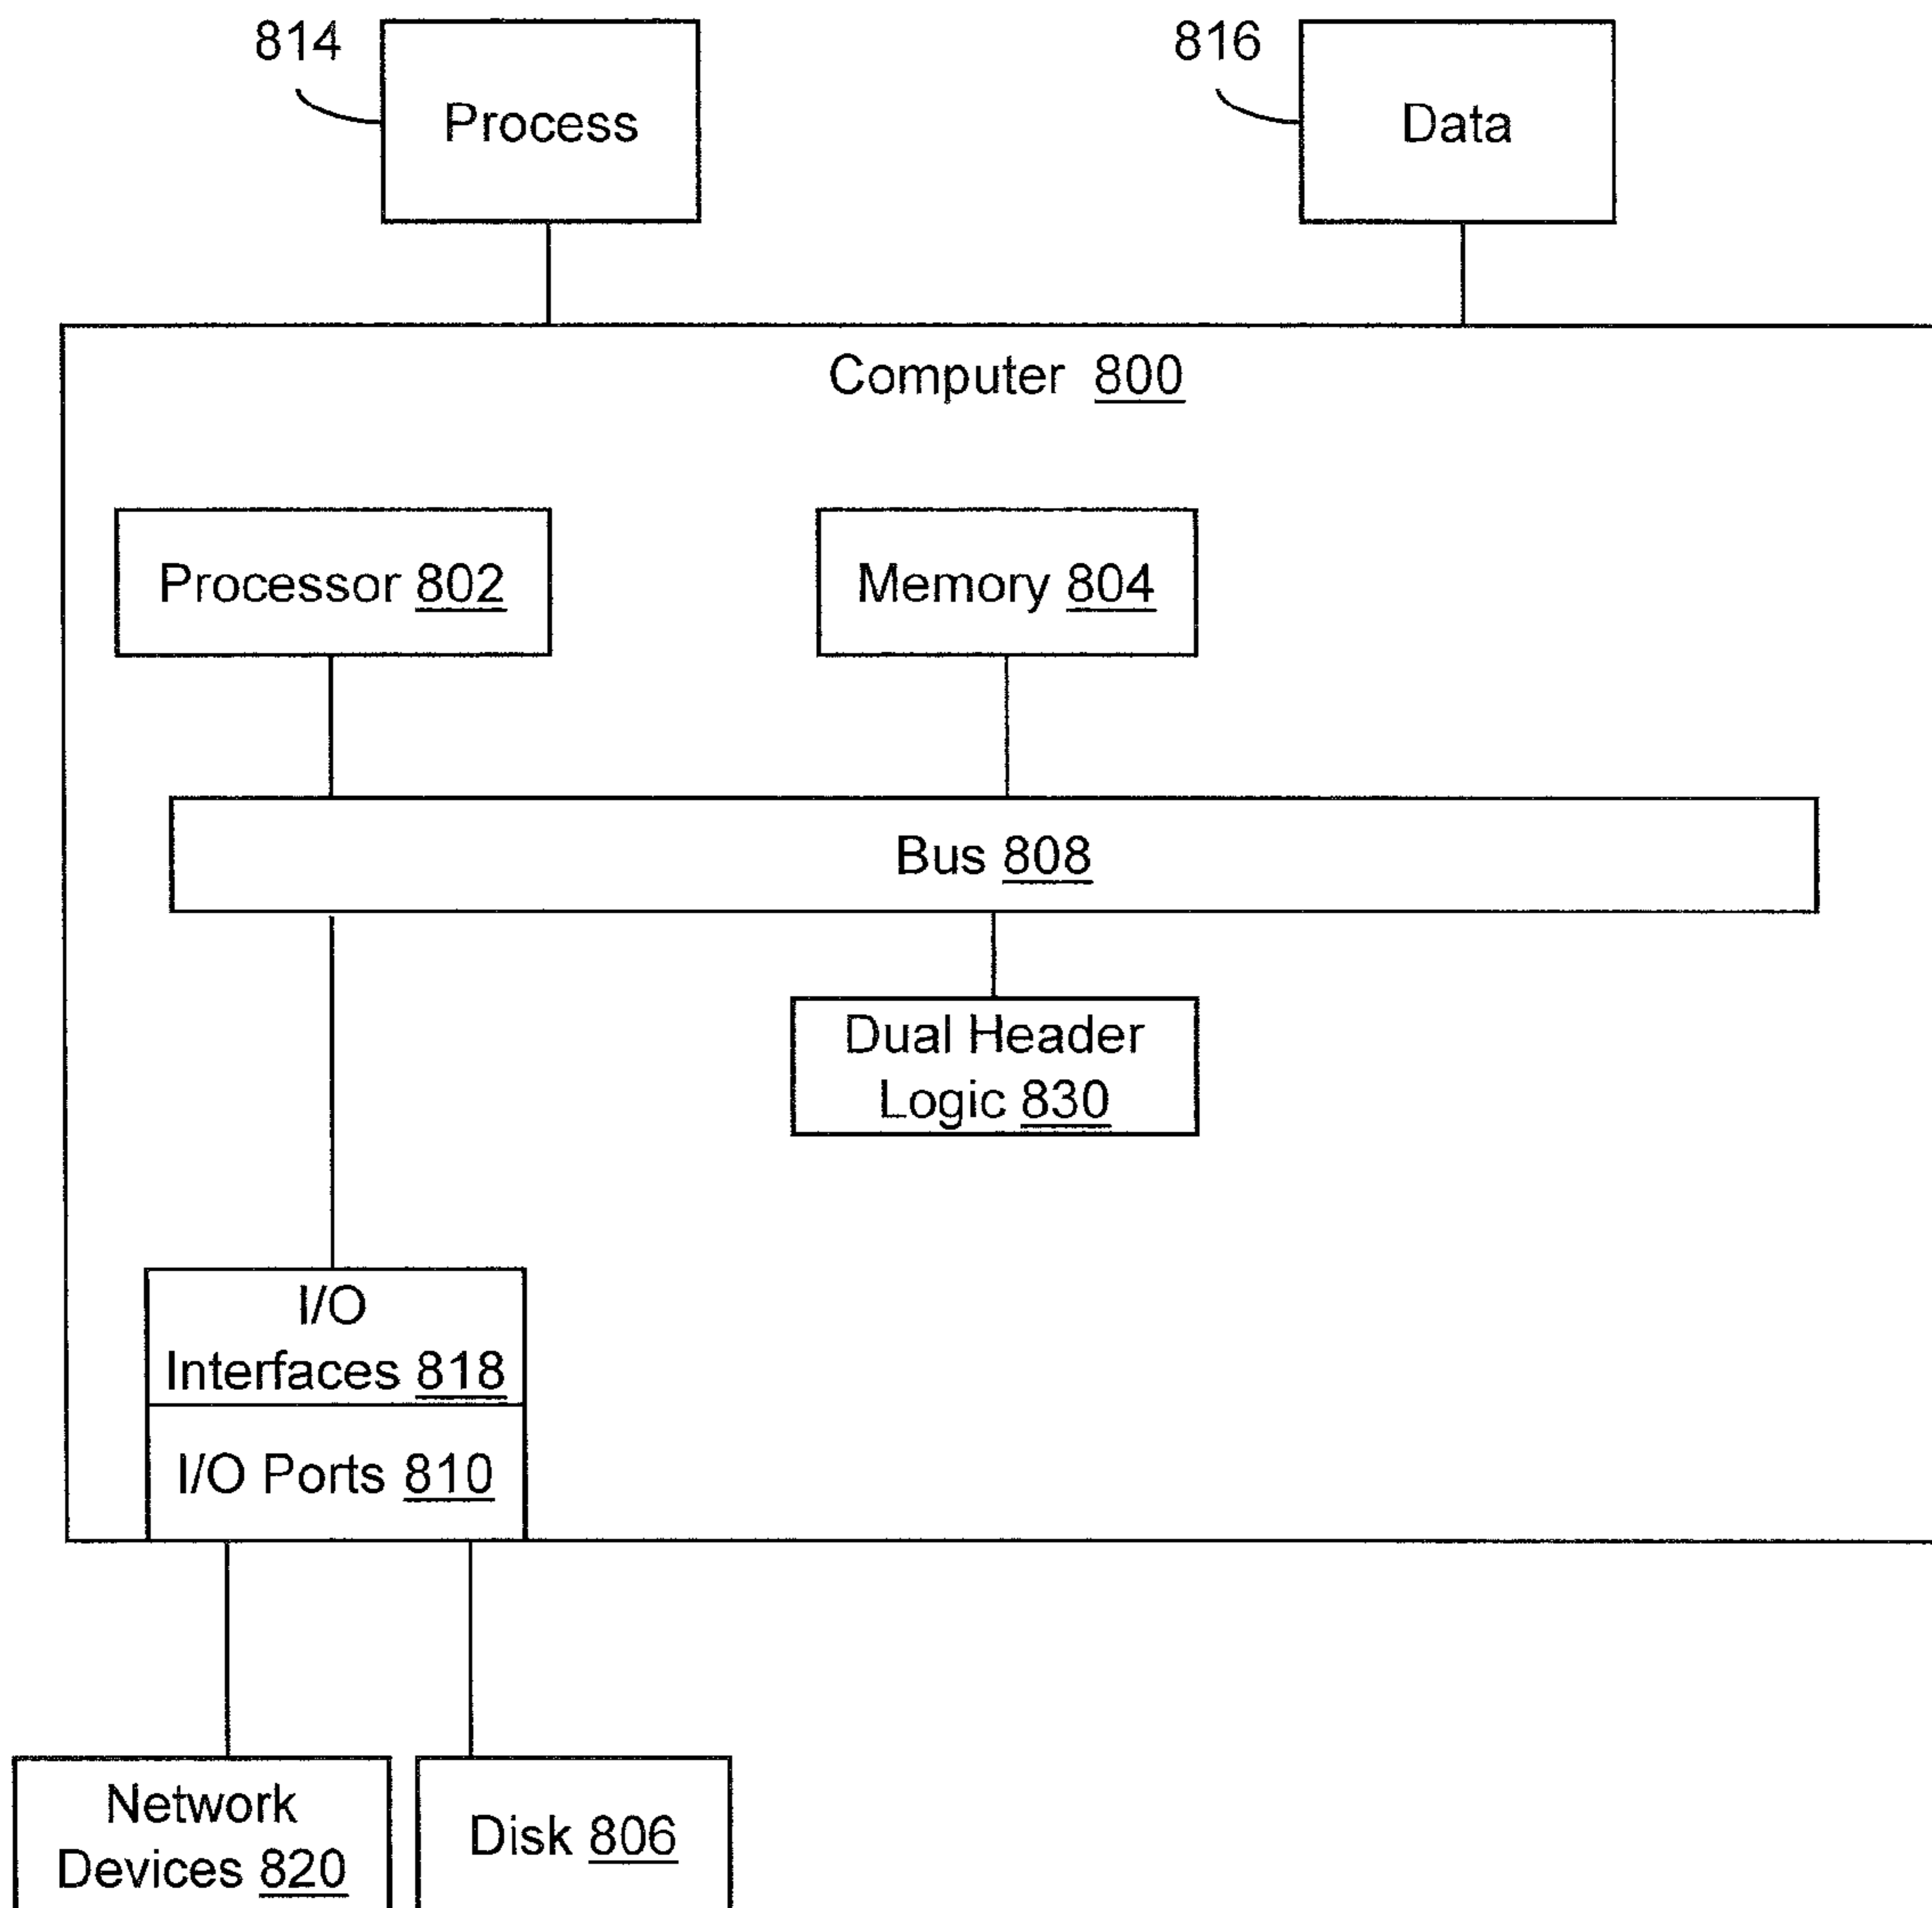 814
Process
816
Data
Computer 800
Processor 802
Memory 804
Bus 808
Dual Header
Logic 830
I/O
Interfaces 818
I/O Ports 810
Network
Devices 820
Disk 806